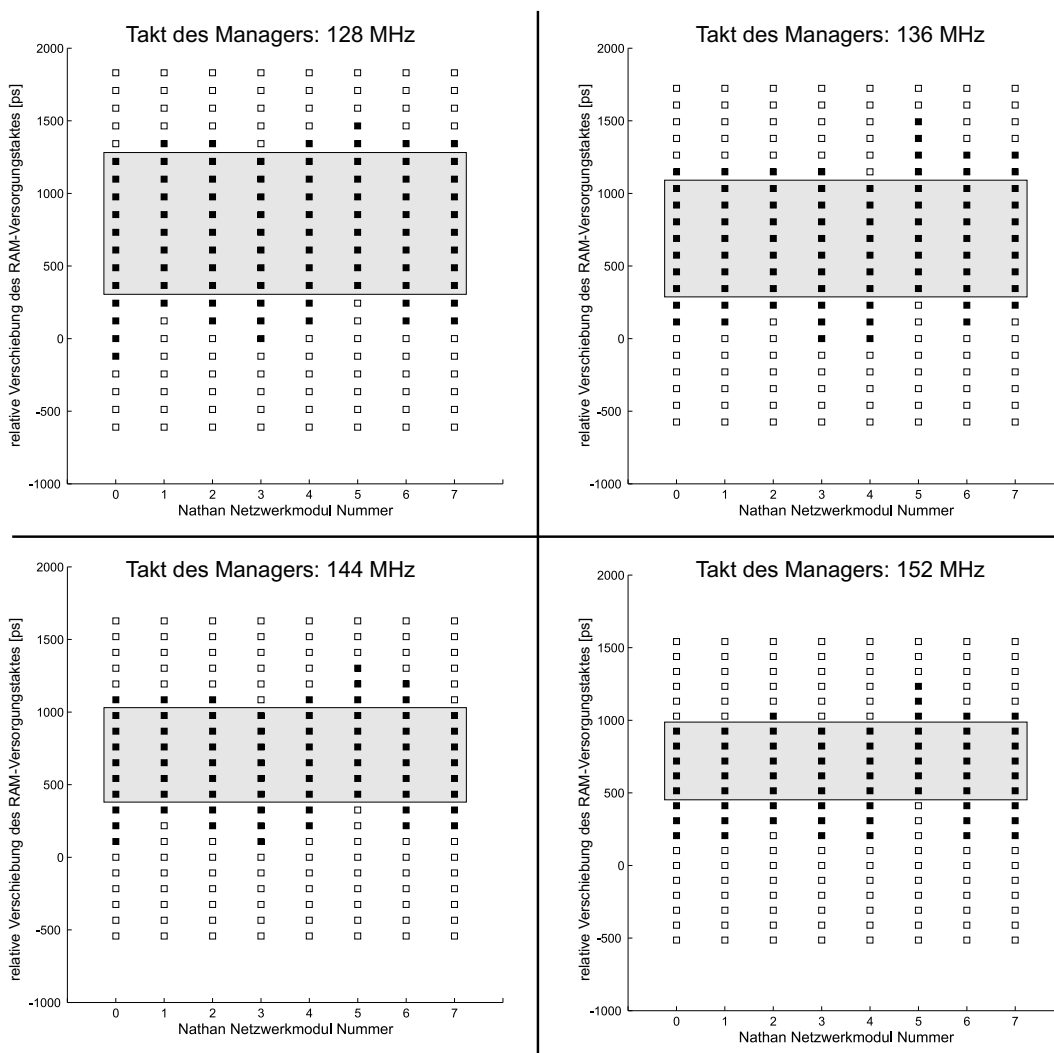 Takt des Managers: 128 MHz
relative Verschiebung des RAM-Versorgungstaktes [ps]
2000
1500
1000
500
0
-500
-1000
0 1 2 3 4 5 6 7
Nathan Netzwerkmodul Nummer
Takt des Managers: 136 MHz
relative Verschiebung des RAM-Versorgungstaktes [ps]
2000
1500
1000
500
0
-500
-1000
0 1 2 3 4 5 6 7
Nathan Netzwerkmodul Nummer
Takt des Managers: 144 MHz
relative Verschiebung des RAM-Versorgungstaktes [ps]
2000
1500
1000
500
0
-500
-1000
0 1 2 3 4 5 6 7
Nathan Netzwerkmodul Nummer
Takt des Managers: 152 MHz
relative Verschiebung des RAM-Versorgungstaktes [ps]
2000
1500
1000
500
0
-500
-1000
0 1 2 3 4 5 6 7
Nathan Netzwerkmodul Nummer